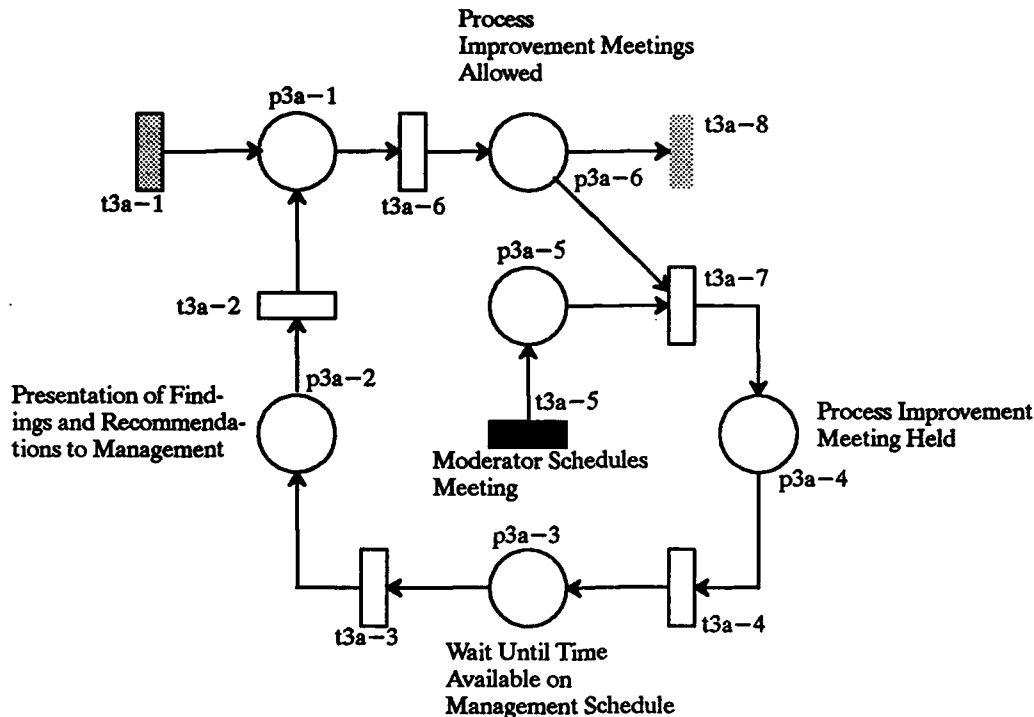 Process
Improvement Meetings
Allowed
p3a−1
t3a−8
t3a−1
t3a−6
p3a−6
p3a−5
t3a−7
t3a−2
p3a−2
Presentation of Find-
ings and Recommenda-
tions to Management
t3a−5
Moderator Schedules
Meeting
Process Improvement
Meeting Held
p3a−4
p3a−3
t3a−3
t3a−4
Wait Until Time
Available on
Management Schedule